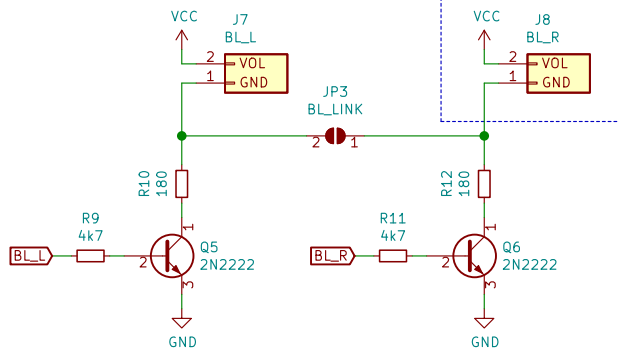 VCC
J7
BL_L
2
VOL
1
GND
VCC
J8
BL_R
2
VOL
1
GND
JP3
BL_LINK
2
1
R10
180
R12
180
R9
4k7
BL_L
1
2
3
Q5
2N2222
R11
4k7
BL_R
1
2
3
Q6
2N2222
GND
GND